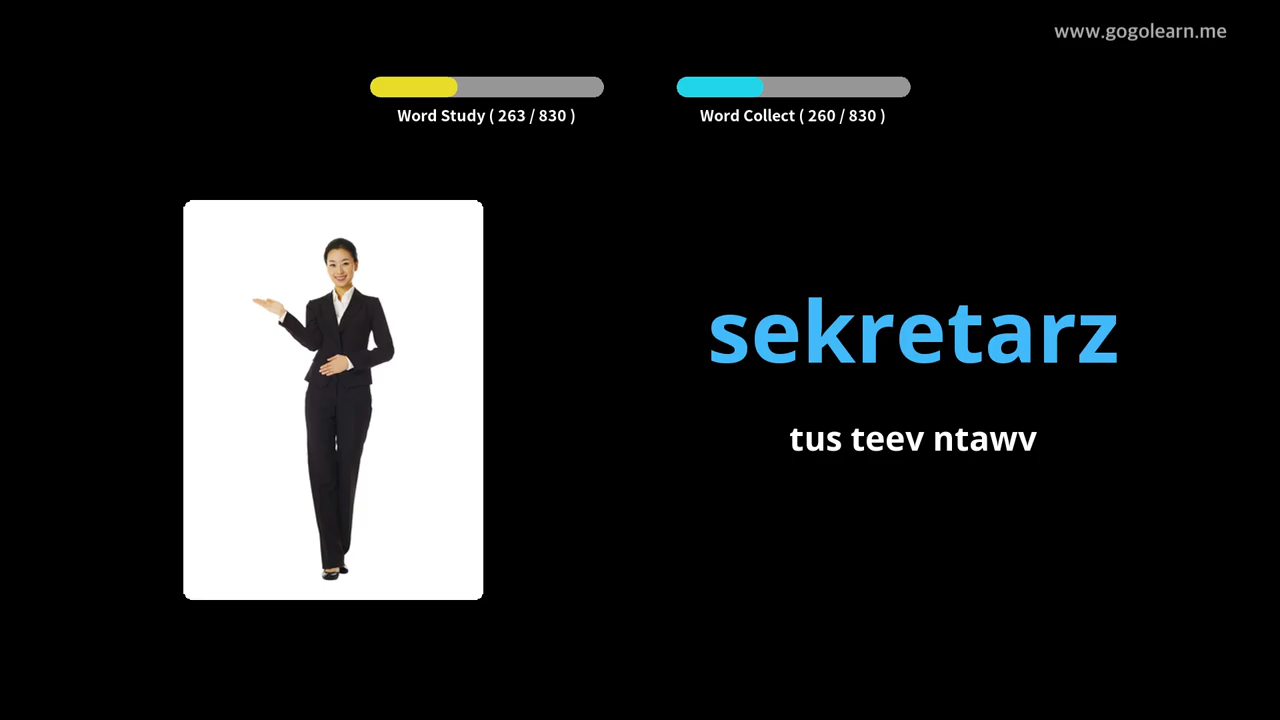 www.gogolearn.me
Word Study ( 263 / 830 )
Word Collect ( 260 / 830 )
sekretarz
tus teev ntawv